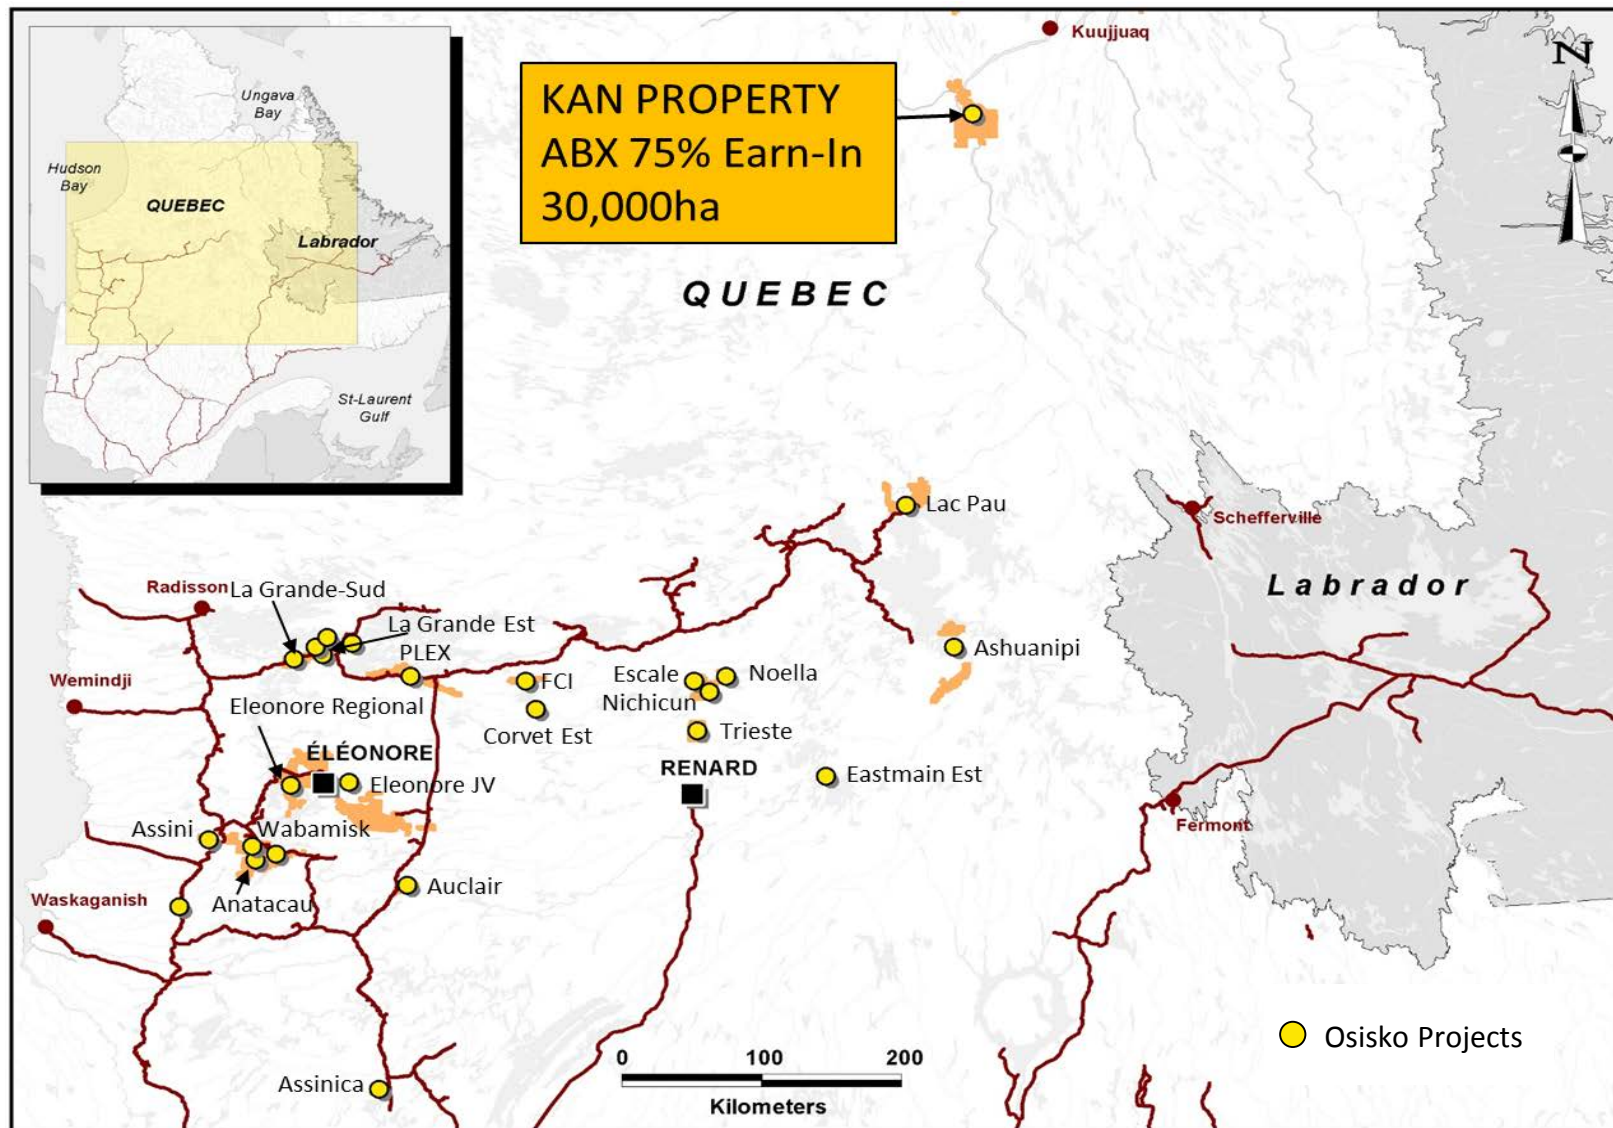 Kuujjuaq
N
Ungava
Bay
Hudson
Bay
QUEBEC
Labrador
St-Laurent
Gulf
KAN PROPERTY
ABX 75% Earn-In
30,000ha
QUEBEC
Lac Pau
Schefferville
Labrador
Radisson
La Grande-Sud
La Grande Est
PLEX
Ashuanipi
Wemindji
FCI
Escale
Noella
Nichicun
Eleonore Regional
Corvet Est
Trieste
ÉLÉONORE
RENARD
Eleonore JV
Eastmain Est
Assini
Wabamisk
Fermont
Waskaganish
Anatacau
Auclair
Assinica
0 100 200
Kilometers
Osisko Projects